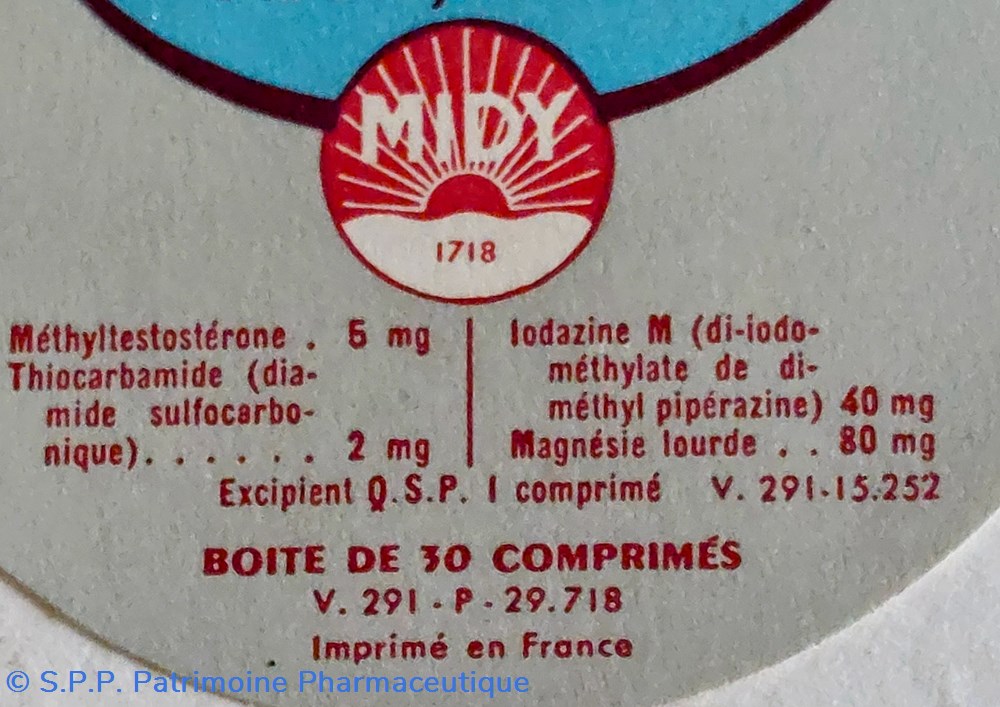 MIDY
1718
Méthyltestostérone . 5 mg
Thiocarbamide (dia-
mide sulfocarbo-
nique). . . . . . . 2 mg
Iodazine M (di-iodo-
méthylate de di-
méthyl pipérazine) 40 mg
Magnésie lourde . . 80 mg
Excipient Q.S.P. 1 comprimé V. 291-15.252
BOITE DE 30 COMPRIMÉS
V. 291 - P - 29.718
Imprimé en France
© S.P.P. Patrimoine Pharmaceutique